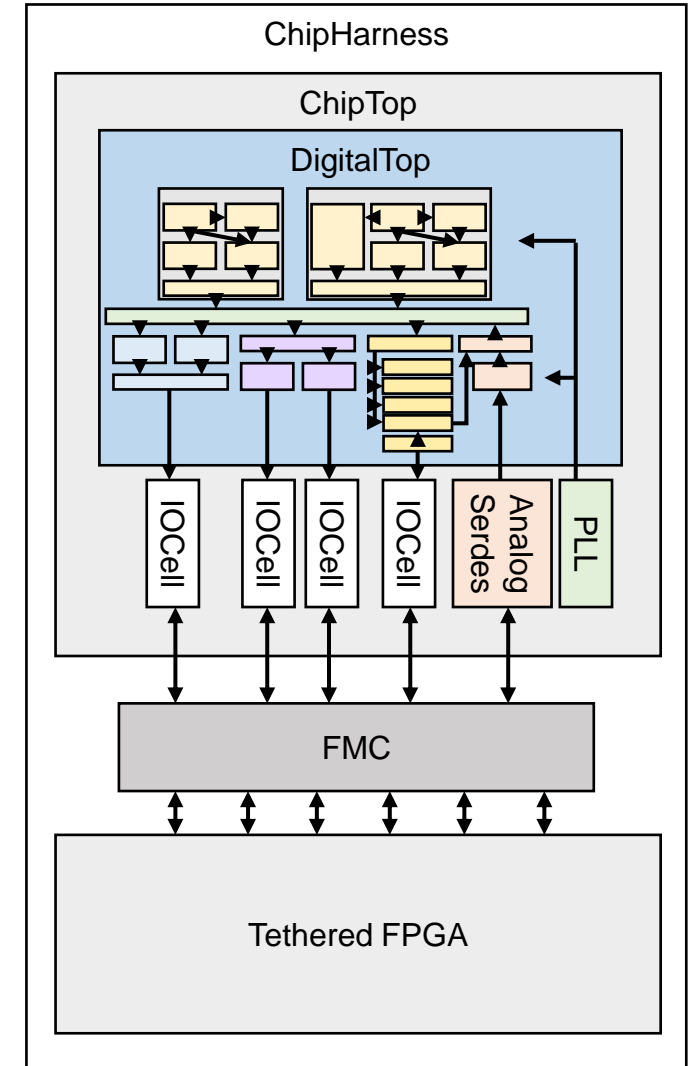 ChipHarness
ChipTop
DigitalTop
IOCell
IOCell
IOCell
IOCell
Analog
Serdes
PLL
FMC
Tethered FPGA